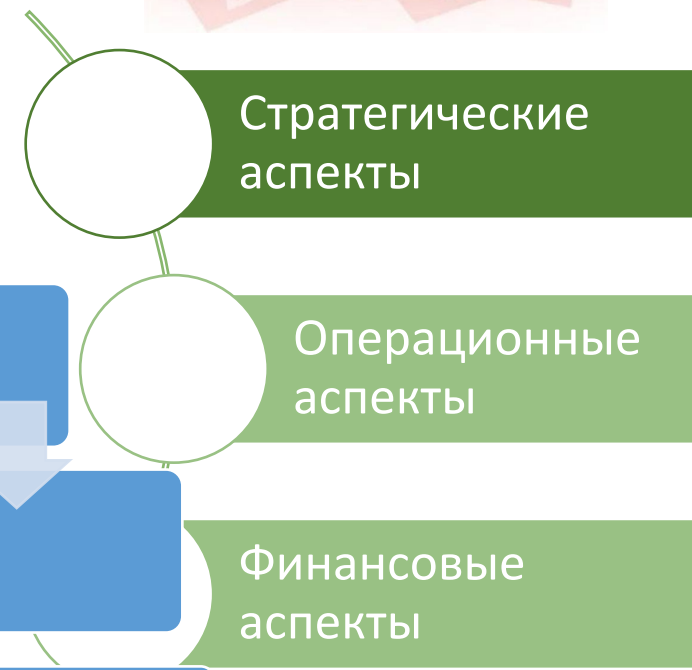 Стратегические
аспекты
Операционные
аспекты
Финансовые
аспекты